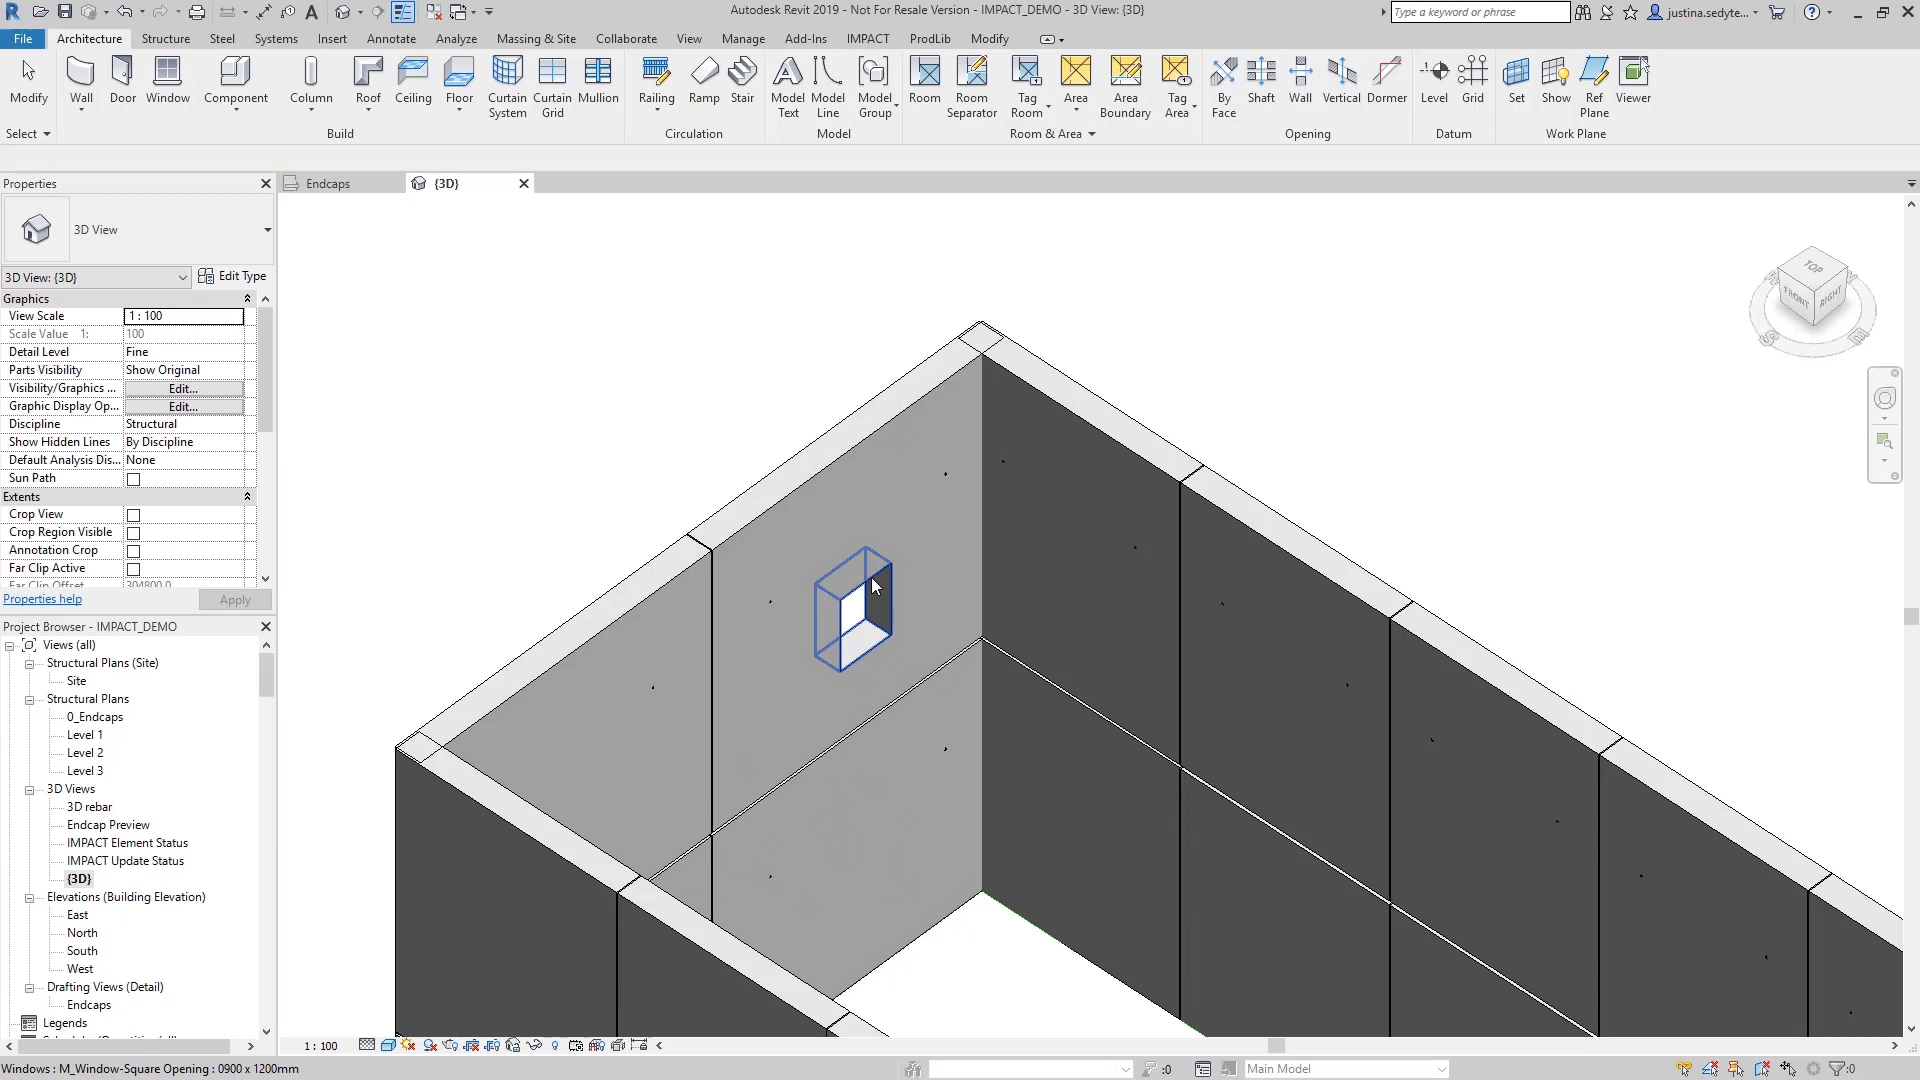 Autodesk Revit 2019 - Not For Resale Version - IMPACT_DEMO - 3D View: {3D}
Type a keyword or phrase
justina.sedyte...
File Architecture Structure Steel Systems Insert Annotate Analyze Massing & Site Collaborate View Manage Add-Ins IMPACT ProdLib Modify
Modify Wall Door Window Component Column Roof Ceiling Floor Curtain System Curtain Grid Mullion Railing Ramp Stair Model Text Model Line Model Group Room Room Separator Tag Room Area Area Boundary Tag Area By Face Shaft Wall Vertical Dormer Level Grid Set Show Ref Plane Viewer
Select Build Circulation Model Room & Area Opening Datum Work Plane
Properties
Endcaps
{3D}
3D View
3D View: {3D}
Edit Type
Graphics
View Scale 1 : 100
Scale Value 1: 100
Detail Level Fine
Parts Visibility Show Original
Visibility/Graphics ... Edit...
Graphic Display Op... Edit...
Discipline Structural
Show Hidden Lines By Discipline
Default Analysis Dis... None
Sun Path
Extents
Crop View
Crop Region Visible
Annotation Crop
Far Clip Active
Far Clip Offset 304800.0
Properties help
Apply
Project Browser - IMPACT_DEMO
Views (all)
Structural Plans (Site)
Site
Structural Plans
0_Endcaps
Level 1
Level 2
Level 3
3D Views
3D rebar
Endcap Preview
IMPACT Element Status
IMPACT Update Status
{3D}
Elevations (Building Elevation)
East
North
South
West
Drafting Views (Detail)
Endcaps
Legends
TOP
FRONT
RIGHT
1 : 100
Windows : M_Window-Square Opening : 0900 x 1200mm
:0
Main Model
:0